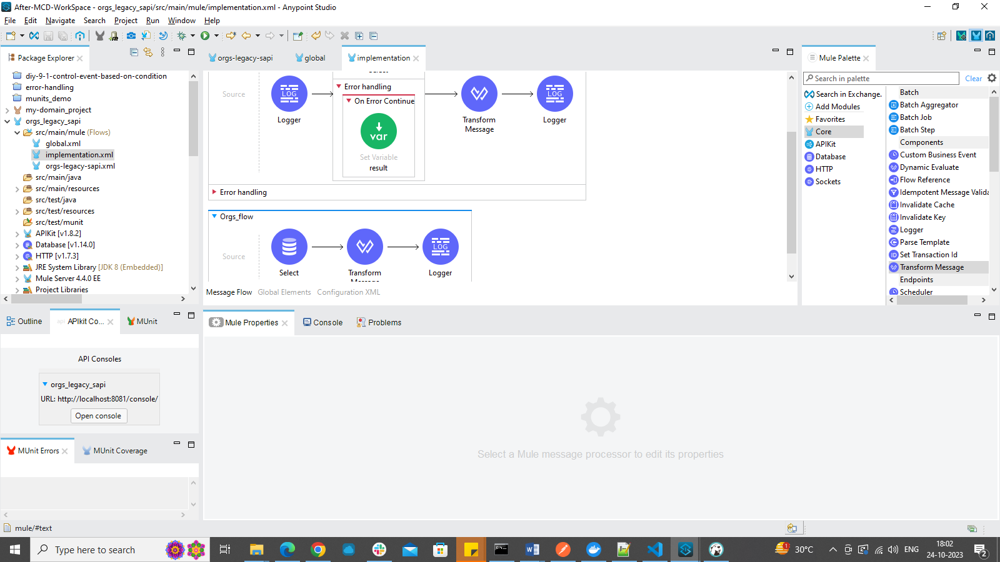 After-MCD-WorkSpace - orgs_legacy_sapi/src/main/mule/implementation.xml - Anypoint Studio
File Edit Navigate Search Project Run Window Help
Package Explorer
diy-9-1-control-event-based-on-condition
error-handling
munits_demo
my-domain_project
orgs_legacy_sapi
src/main/mule (Flows)
global.xml
implementation.xml
orgs-legacy-sapi.xml
src/main/java
src/main/resources
src/test/java
src/test/resources
src/test/munit
APIKit [v1.8.2]
Database [v1.14.0]
HTTP [v1.7.3]
JRE System Library [JDK 8 (Embedded)]
Mule Server 4.4.0 EE
Project Libraries
orgs-legacy-sapi global implementation
Source
LOG
Logger
Error handling
On Error Continue
var
Set Variable
result
Transform
Message
LOG
Logger
Error handling
Orgs_flow
Source
Select
Transform
Message
LOG
Logger
Message Flow Global Elements Configuration XML
Mule Palette
Search in palette
Clear
Search in Exchange.
Add Modules
Favorites
Core
APIKit
Database
HTTP
Sockets
Batch
Batch Aggregator
Batch Job
Batch Step
Components
Custom Business Event
Dynamic Evaluate
Flow Reference
Idempotent Message Valida
Invalidate Cache
Invalidate Key
Logger
Parse Template
Set Transaction Id
Transform Message
Endpoints
Scheduler
Outline APIkit Co... MUnit
API Consoles
orgs_legacy_sapi
URL: http://localhost:8081/console/
Open console
MUnit Errors MUnit Coverage
Mule Properties Console Problems
Select a Mule message processor to edit its properties
mule/#text
Type here to search
30°C
ENG
18:02
24-10-2023
2